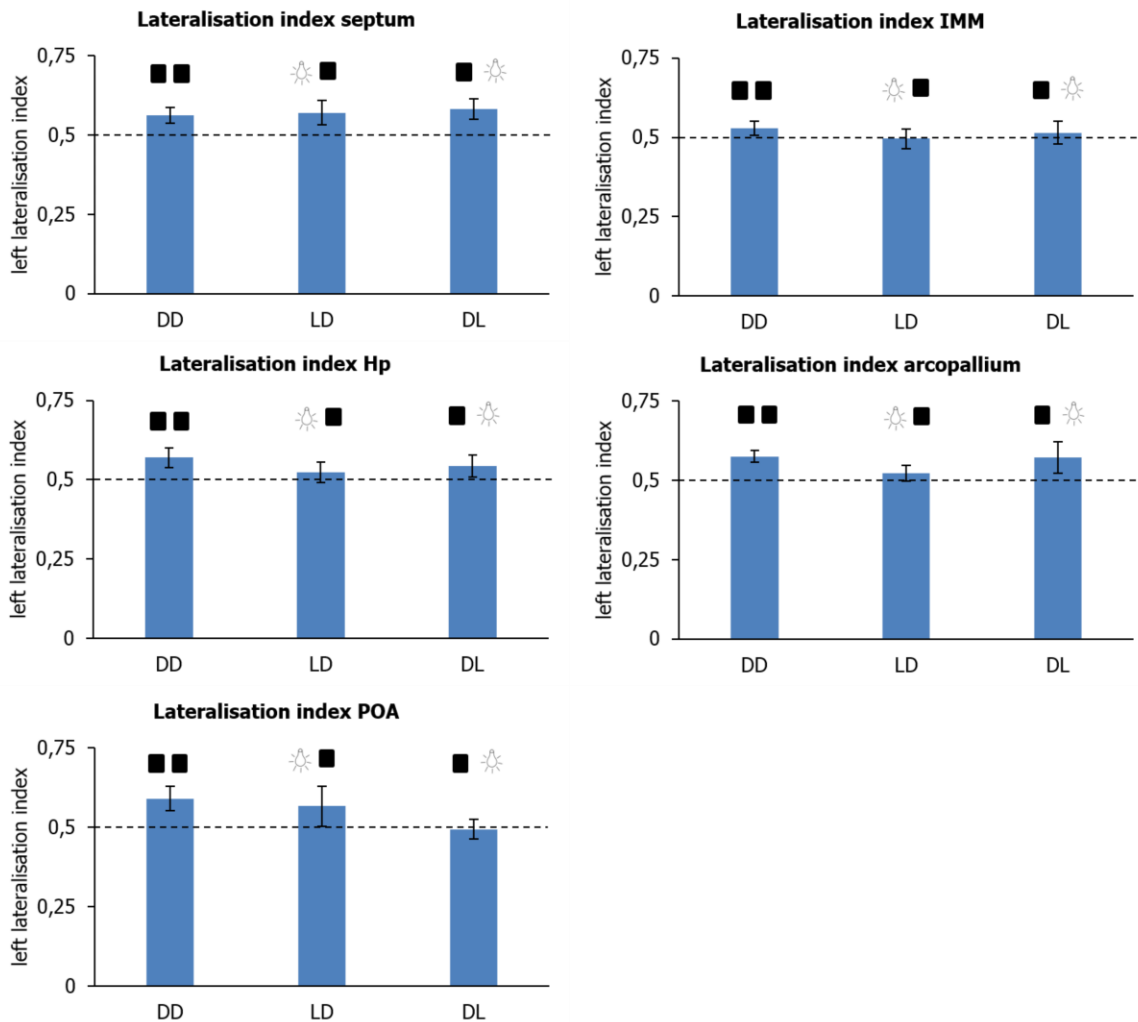 Lateralisation index septum
left lateralisation index
0,75
0,5
0,25
0
DD LD DL
Lateralisation index IMM
left lateralisation index
0,75
0,5
0,25
0
DD LD DL
Lateralisation index Hp
left lateralisation index
0,75
0,5
0,25
0
DD LD DL
Lateralisation index arcopallium
left lateralisation index
0,75
0,5
0,25
0
DD LD DL
Lateralisation index POA
left lateralisation index
0,75
0,5
0,25
0
DD LD DL